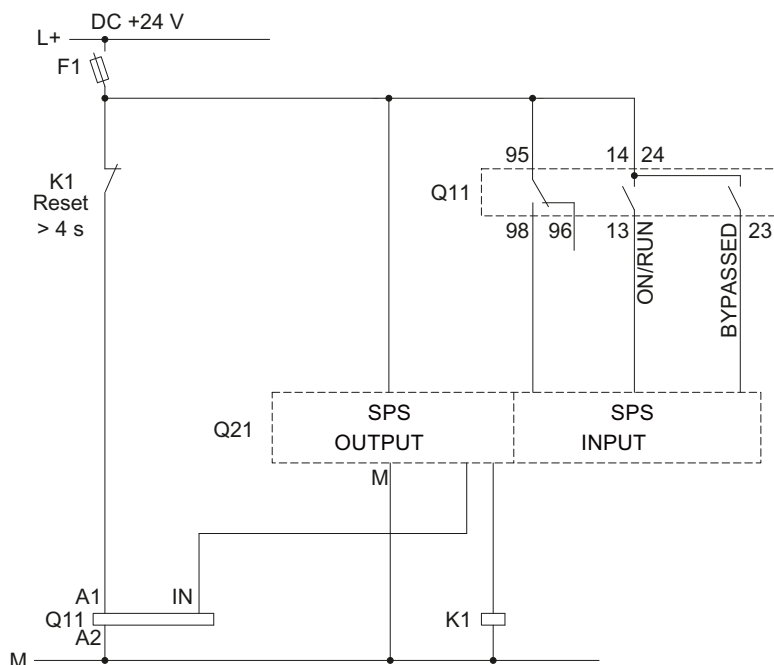 DC +24 V
L+
F1
95
14
24
K1
Reset
> 4 s
Q11
98
96
13
23
ON/RUN
BYPASSED
Q21
SPS
OUTPUT
SPS
INPUT
M
A1
IN
Q11
A2
K1
M